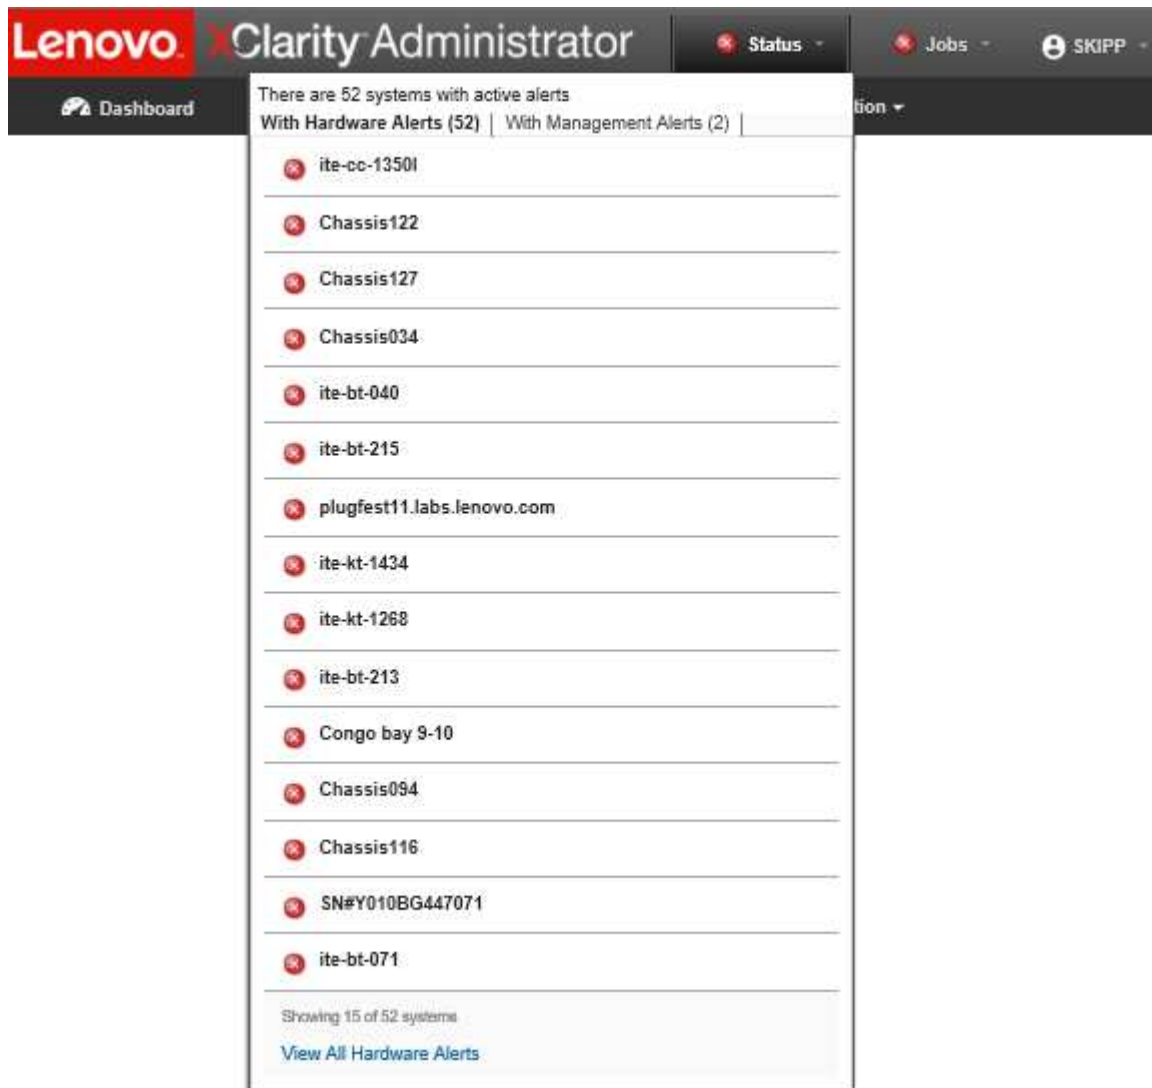 Lenovo XClarity Administrator Status Jobs SKIPP
Dashboard tion
There are 52 systems with active alerts
With Hardware Alerts (52) | With Management Alerts (2) |
ite-cc-1350l
Chassis122
Chassis127
Chassis034
ite-bt-040
ite-bt-215
plugfest11.labs.lenovo.com
ite-kt-1434
ite-kt-1268
ite-bt-213
Congo bay 9-10
Chassis094
Chassis116
SN#Y010BG447071
ite-bt-071
Showing 15 of 52 systems
View All Hardware Alerts